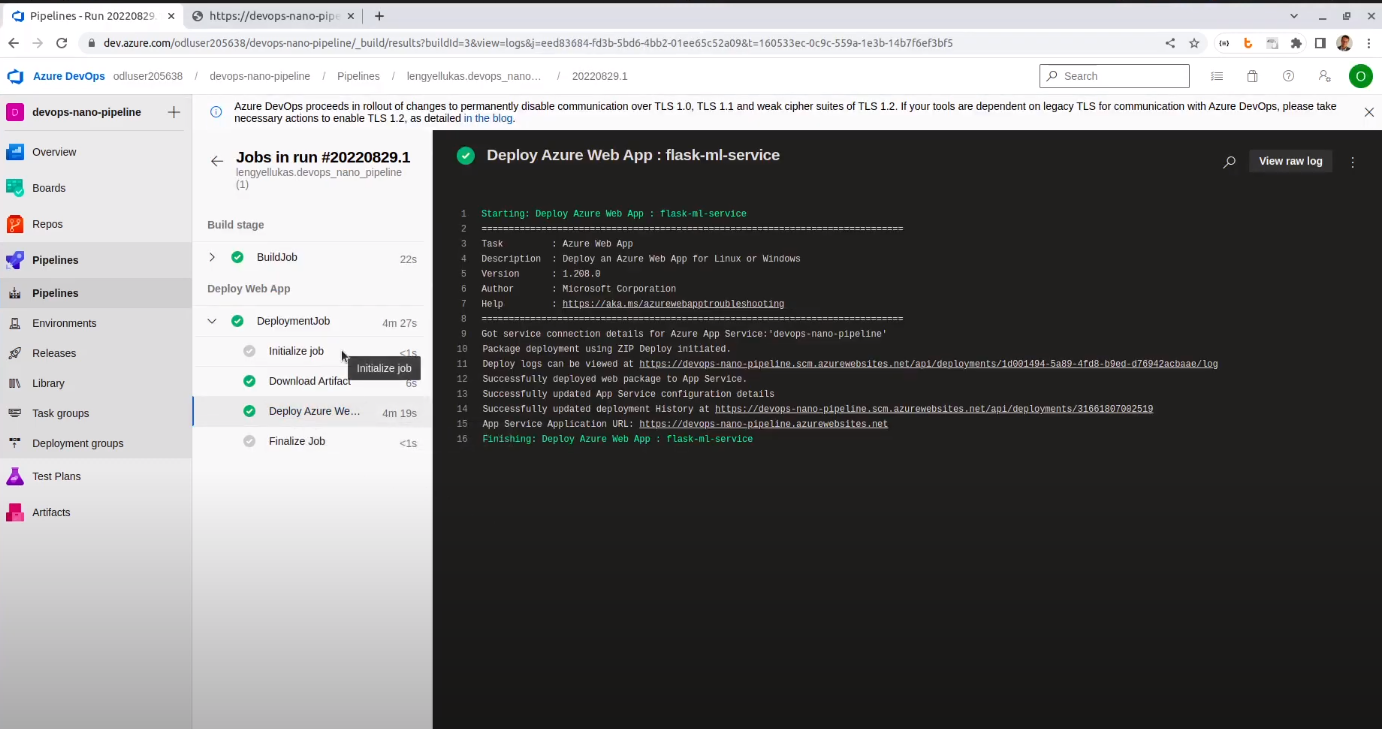 Pipelines - Run 20220829.
https://devops-nano-pipe
dev.azure.com/odluser205638/devops-nano-pipeline/_build/results?buildId=3&view=logs&j=eed83684-fd3b-5bd6-4bb2-01ee65c52a09&t=160533ec-0c9c-559a-1e3b-14b7f6ef3bf5
Azure DevOps odluser205638 / devops-nano-pipeline / Pipelines / lengyellukas.devops_nano… / 20220829.1
Search
O
D devops-nano-pipeline
Azure DevOps proceeds in rollout of changes to permanently disable communication over TLS 1.0, TLS 1.1 and weak cipher suites of TLS 1.2. If your tools are dependent on legacy TLS for communication with Azure DevOps, please take
necessary actions to enable TLS 1.2, as detailed in the blog.
Overview
Boards
Repos
Pipelines
Pipelines
Environments
Releases
Library
Task groups
Deployment groups
Test Plans
Artifacts
Jobs in run #20220829.1
lengyellukas.devops_nano_pipeline
(1)
Build stage
BuildJob 22s
Deploy Web App
DeploymentJob 4m 27s
Initialize job <1s
Initialize job
Download Artifact 6s
Deploy Azure We… 4m 19s
Finalize Job <1s
Deploy Azure Web App : flask-ml-service
View raw log
1 Starting: Deploy Azure Web App : flask-ml-service
2 ==============================================================================
3 Task : Azure Web App
4 Description : Deploy an Azure Web App for Linux or Windows
5 Version : 1.208.0
6 Author : Microsoft Corporation
7 Help : https://aka.ms/azurewebapptroubleshooting
8 ==============================================================================
9 Got service connection details for Azure App Service:'devops-nano-pipeline'
10 Package deployment using ZIP Deploy initiated.
11 Deploy logs can be viewed at https://devops-nano-pipeline.scm.azurewebsites.net/api/deployments/1d001494-5a89-4fd8-b9ed-d76942acbaae/log
12 Successfully deployed web package to App Service.
13 Successfully updated App Service configuration details
14 Successfully updated deployment History at https://devops-nano-pipeline.scm.azurewebsites.net/api/deployments/31661807002519
15 App Service Application URL: https://devops-nano-pipeline.azurewebsites.net
16 Finishing: Deploy Azure Web App : flask-ml-service